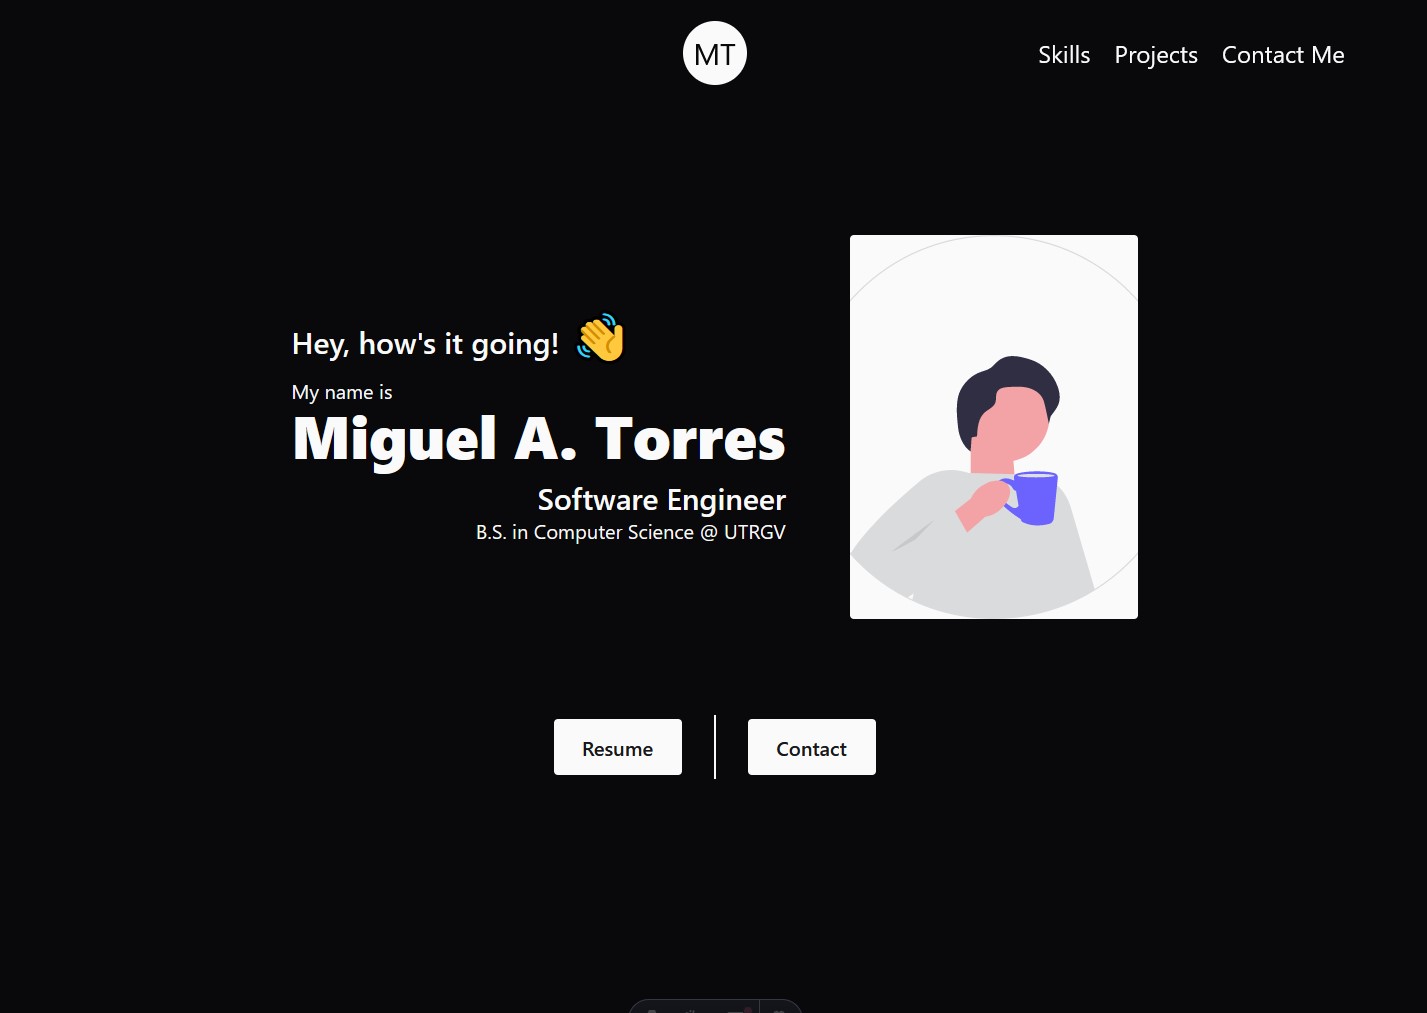 MT
Skills Projects Contact Me
Hey, how's it going! 👋
My name is
Miguel A. Torres
Software Engineer
B.S. in Computer Science @ UTRGV
Resume
Contact